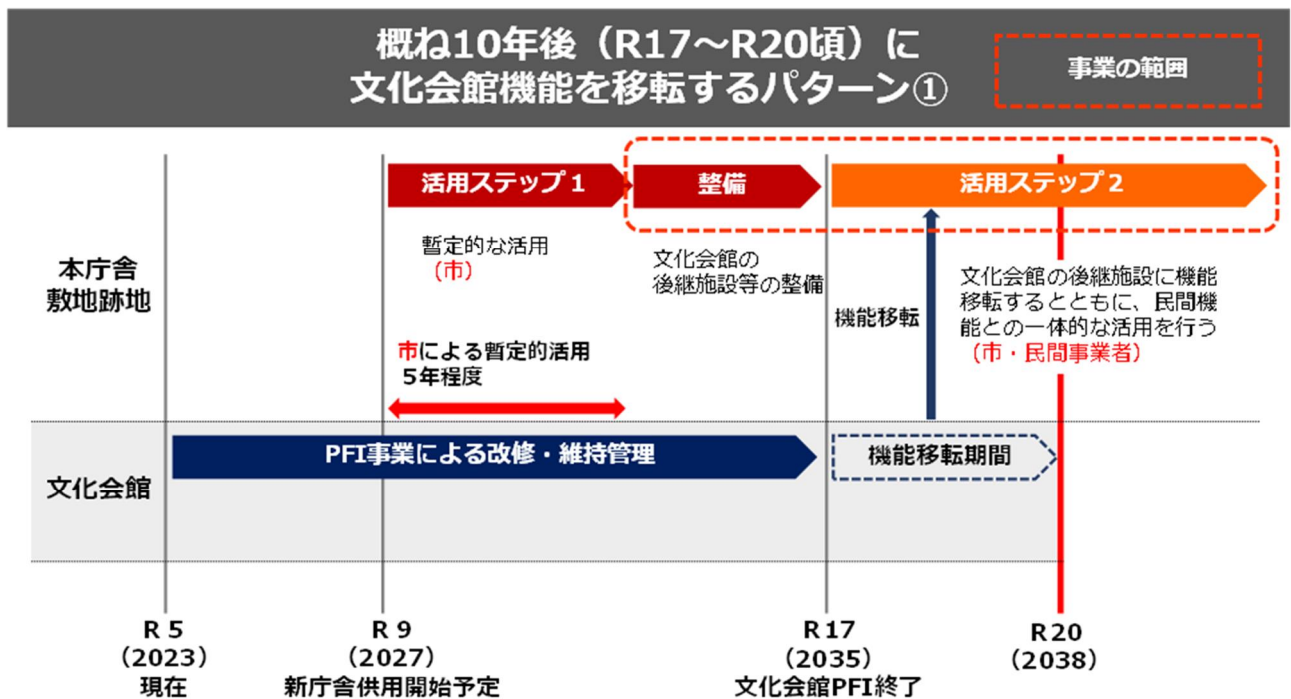 概ね10年後（R17～R20頃）に
文化会館機能を移転するパターン①
事業の範囲
活用ステップ１
整備
活用ステップ２
本庁舎
敷地跡地
暫定的な活用
（市）
文化会館の
後継施設等の整備
機能移転
文化会館の後継施設に機能
移転するとともに、民間機
能との一体的な活用を行う
（市・民間事業者）
市による暫定的活用
５年程度
文化会館
PFI事業による改修・維持管理
機能移転期間
R５
（2023）
現在
R９
（2027）
新庁舎供用開始予定
R17
（2035）
文化会館PFI終了
R20
（2038）